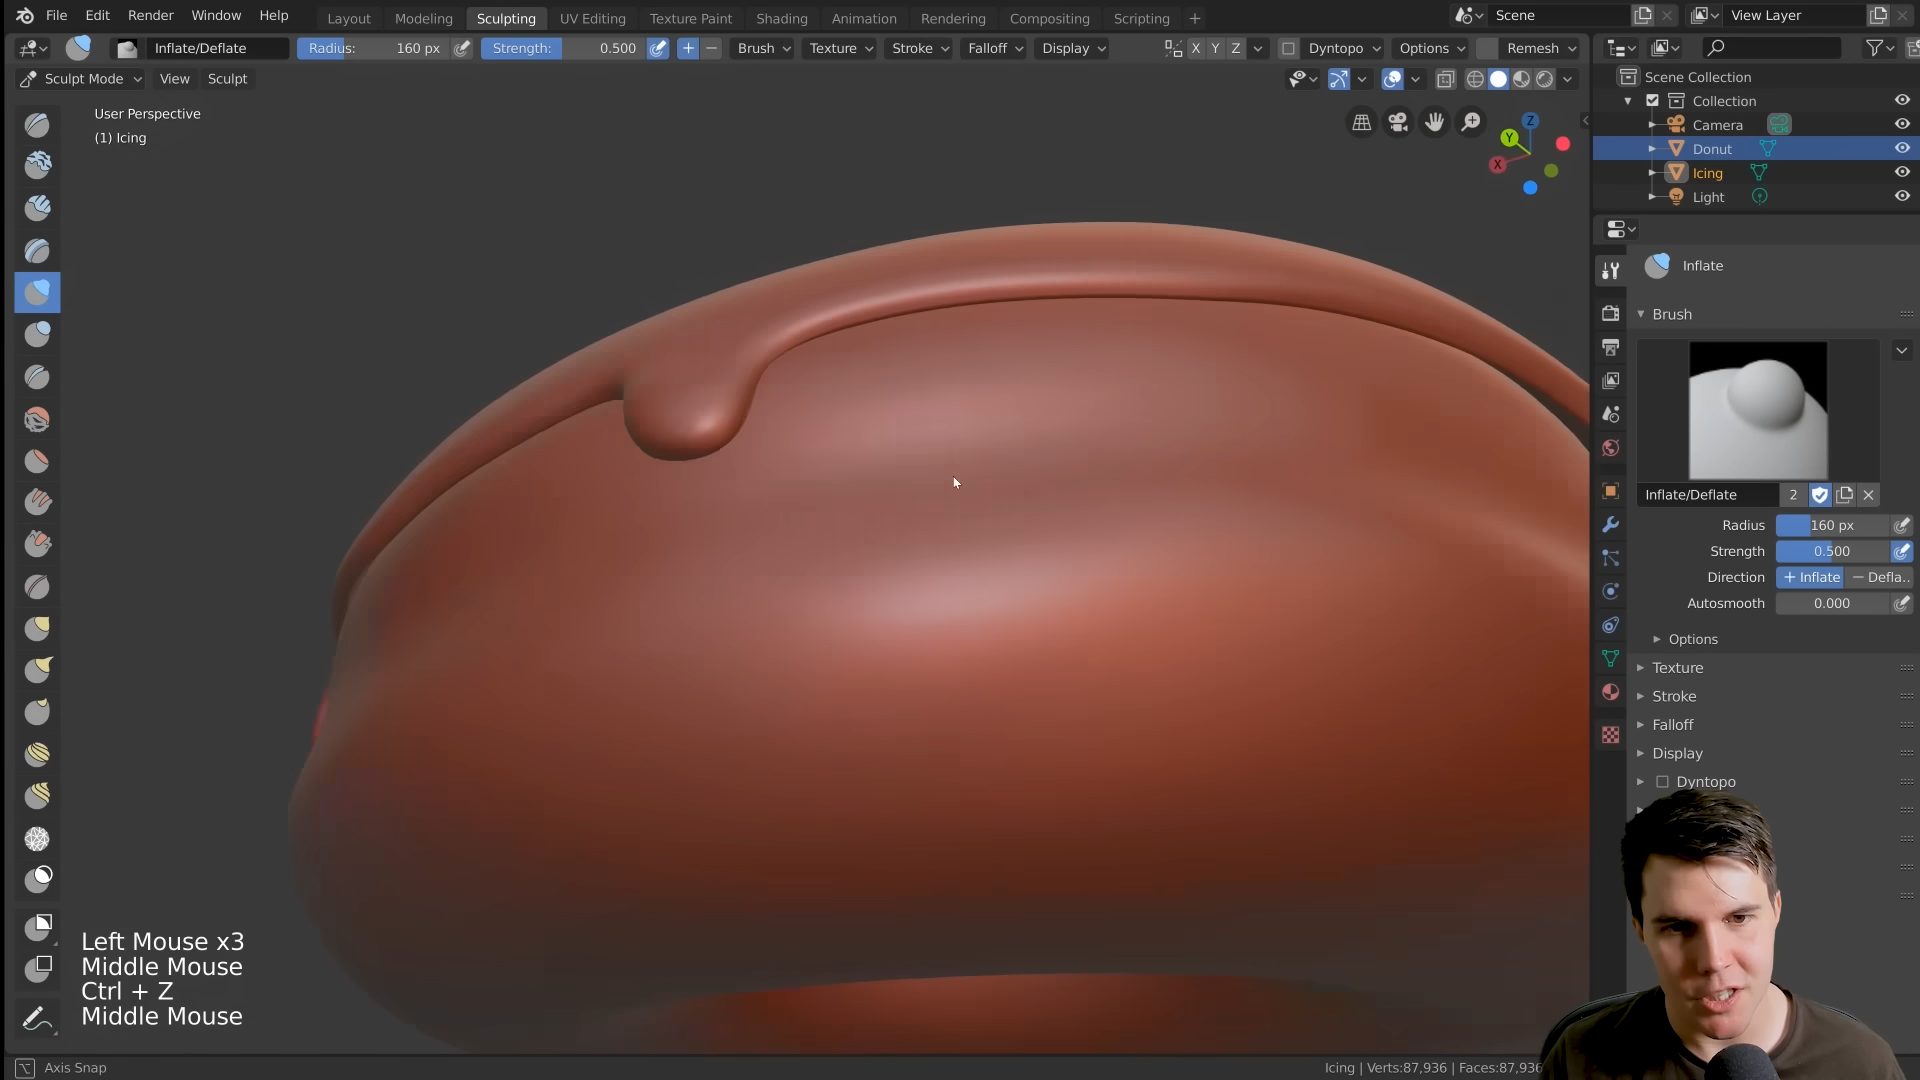 File Edit Render Window Help Layout Modeling Sculpting UV Editing Texture Paint Shading Animation Rendering Compositing Scripting + Scene View Layer
Inflate/Deflate Radius: 160 px Strength: 0.500 + − Brush Texture Stroke Falloff Display X Y Z Dyntopo Options Remesh
Sculpt Mode View Sculpt
User Perspective
(1) Icing
Z
Y
X
Scene Collection
Collection
Camera
Donut
Icing
Light
Inflate
Brush
Inflate/Deflate 2
Radius 160 px
Strength 0.500
Direction + Inflate − Defla..
Autosmooth 0.000
Options
Texture
Stroke
Falloff
Display
Dyntopo
Left Mouse x3
Middle Mouse
Ctrl + Z
Middle Mouse
Axis Snap
Icing | Verts:87,936 | Faces:87,936